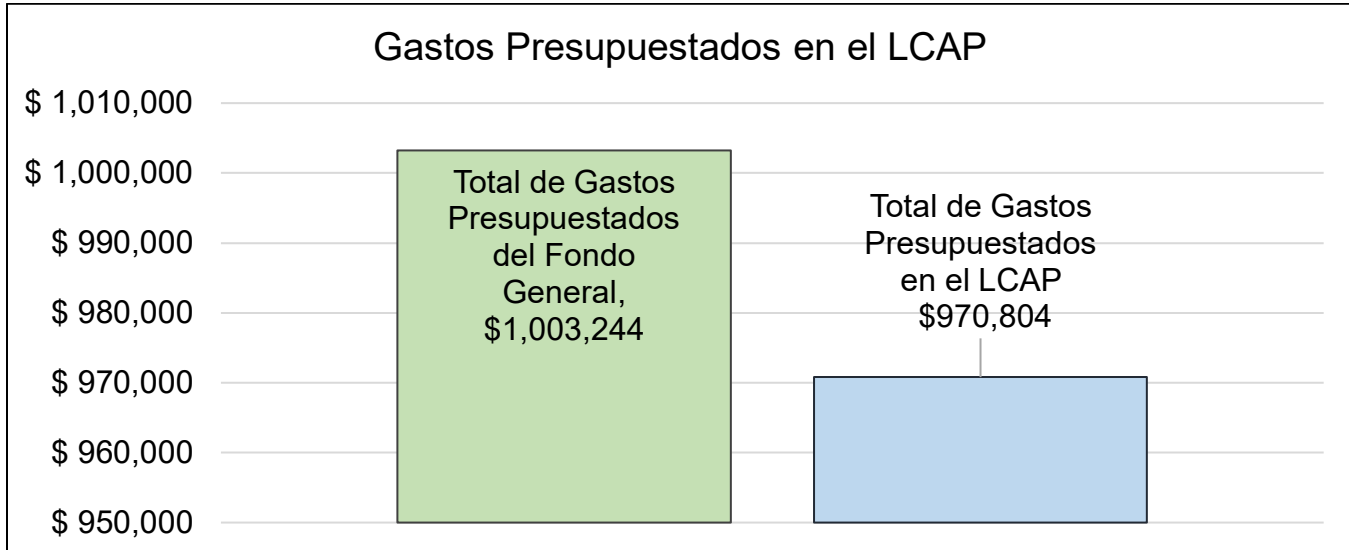 Gastos Presupuestados en el LCAP
$ 1,010,000
$ 1,000,000
$ 990,000
$ 980,000
$ 970,000
$ 960,000
$ 950,000
Total de Gastos
Presupuestados
del Fondo
General,
$1,003,244
Total de Gastos
Presupuestados
en el LCAP
$970,804